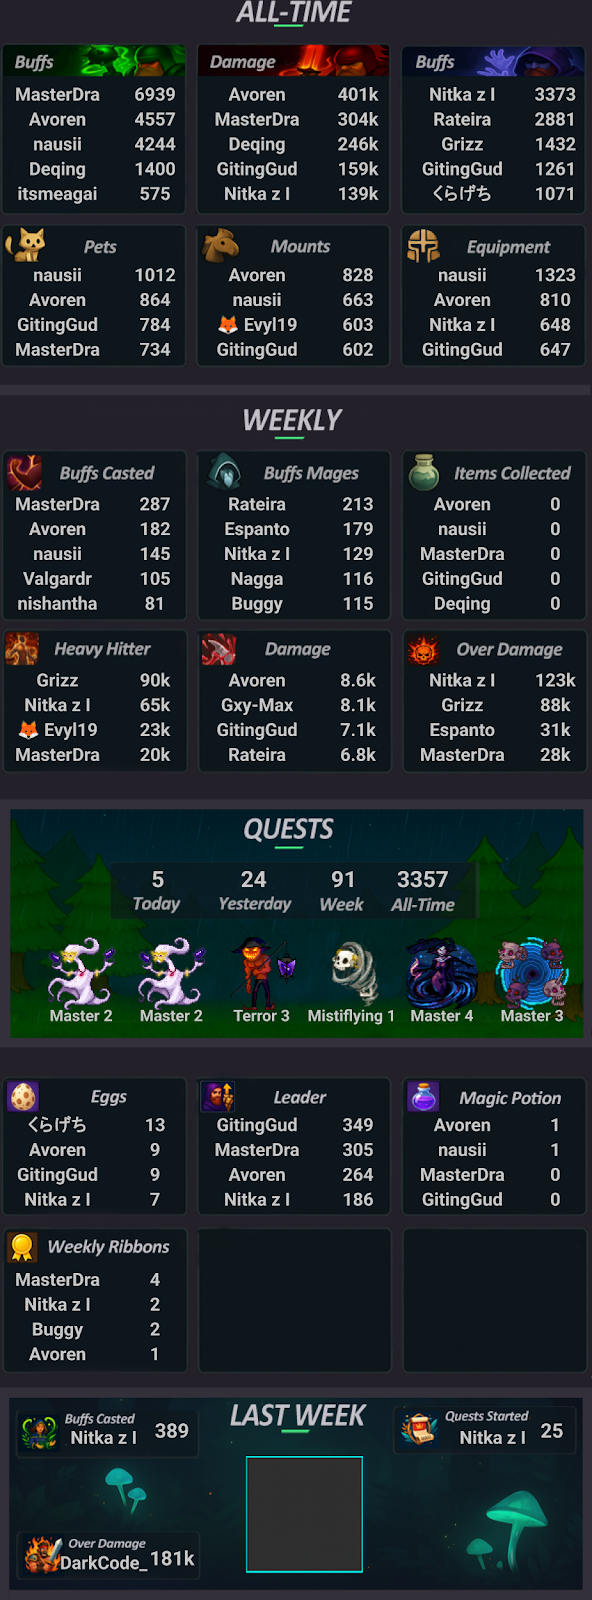 ALL-TIME
Buffs
MasterDra 6939
Avoren 4557
nausii 4244
Deqing 1400
itsmeagai 575
Damage
Avoren 401k
MasterDra 304k
Deqing 246k
GitingGud 159k
Nitka z l 139k
Buffs
Nitka z l 3373
Rateira 2881
Grizz 1432
GitingGud 1261
くらげち 1071
Pets
nausii 1012
Avoren 864
GitingGud 784
MasterDra 734
Mounts
Avoren 828
nausii 663
🦊 Evyl19 603
GitingGud 602
Equipment
nausii 1323
Avoren 810
Nitka z l 648
GitingGud 647
WEEKLY
Buffs Casted
MasterDra 287
Avoren 182
nausii 145
Valgardr 105
nishantha 81
Buffs Mages
Rateira 213
Espanto 179
Nitka z l 129
Nagga 116
Buggy 115
Items Collected
Avoren 0
nausii 0
MasterDra 0
GitingGud 0
Deqing 0
Heavy Hitter
Grizz 90k
Nitka z l 65k
🦊 Evyl19 23k
MasterDra 20k
Damage
Avoren 8.6k
Gxy-Max 8.1k
GitingGud 7.1k
Rateira 6.8k
Over Damage
Nitka z l 123k
Grizz 88k
Espanto 31k
MasterDra 28k
QUESTS
5 24 91 3357
Today Yesterday Week All-Time
Master 2 Master 2 Terror 3 Mistiflying 1 Master 4 Master 3
Eggs
くらげち 13
Avoren 9
GitingGud 9
Nitka z l 7
Leader
GitingGud 349
MasterDra 305
Avoren 264
Nitka z l 186
Magic Potion
Avoren 1
nausii 1
MasterDra 0
GitingGud 0
Weekly Ribbons
MasterDra 4
Nitka z l 2
Buggy 2
Avoren 1
LAST WEEK
Buffs Casted
Nitka z l 389
Quests Started
Nitka z l 25
Over Damage
DarkCode_ 181k